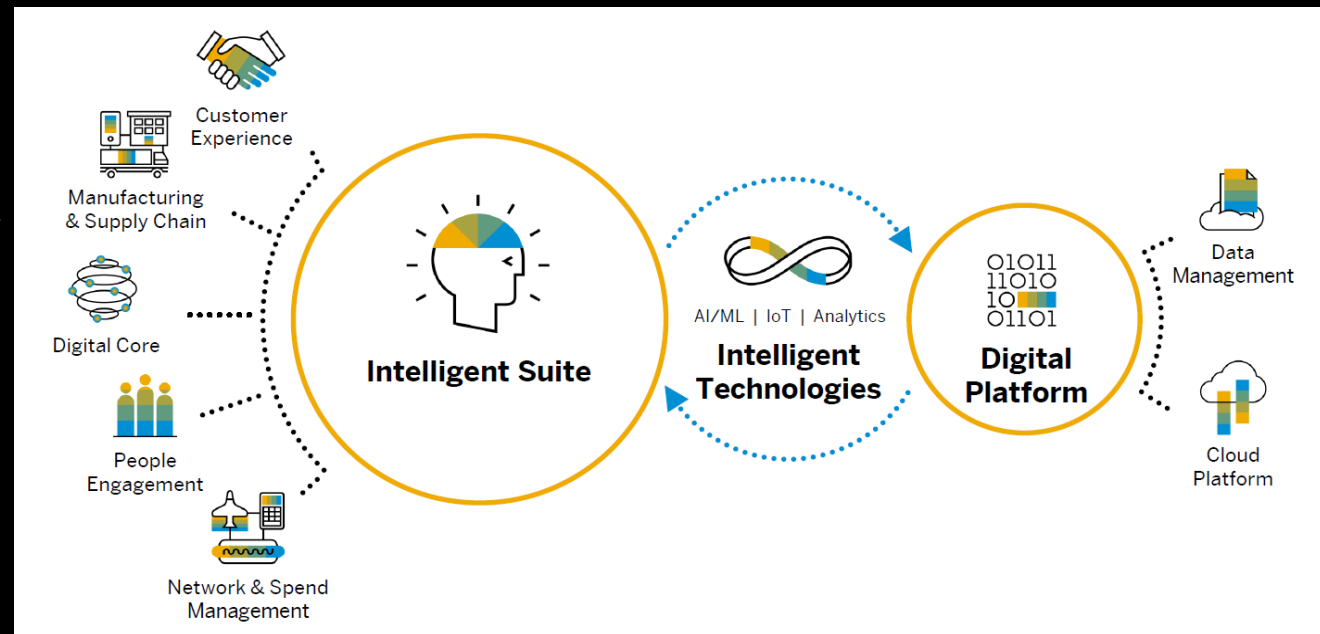 Customer
Experience
Manufacturing
& Supply Chain
Digital Core
People
Engagement
Network & Spend
Management
Intelligent Suite
AI/ML | IoT | Analytics
Intelligent
Technologies
01011
11010
10
01101
Digital
Platform
Data
Management
Cloud
Platform